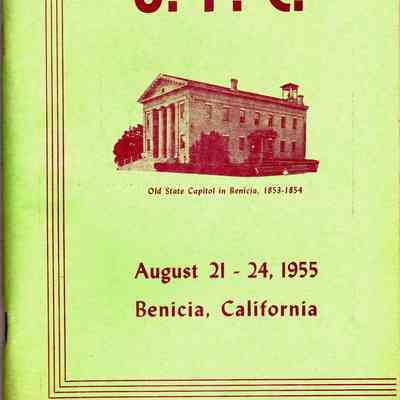 Old State Capitol in Benicia, 1853-1854
August 21 - 24, 1955
Benicia, California